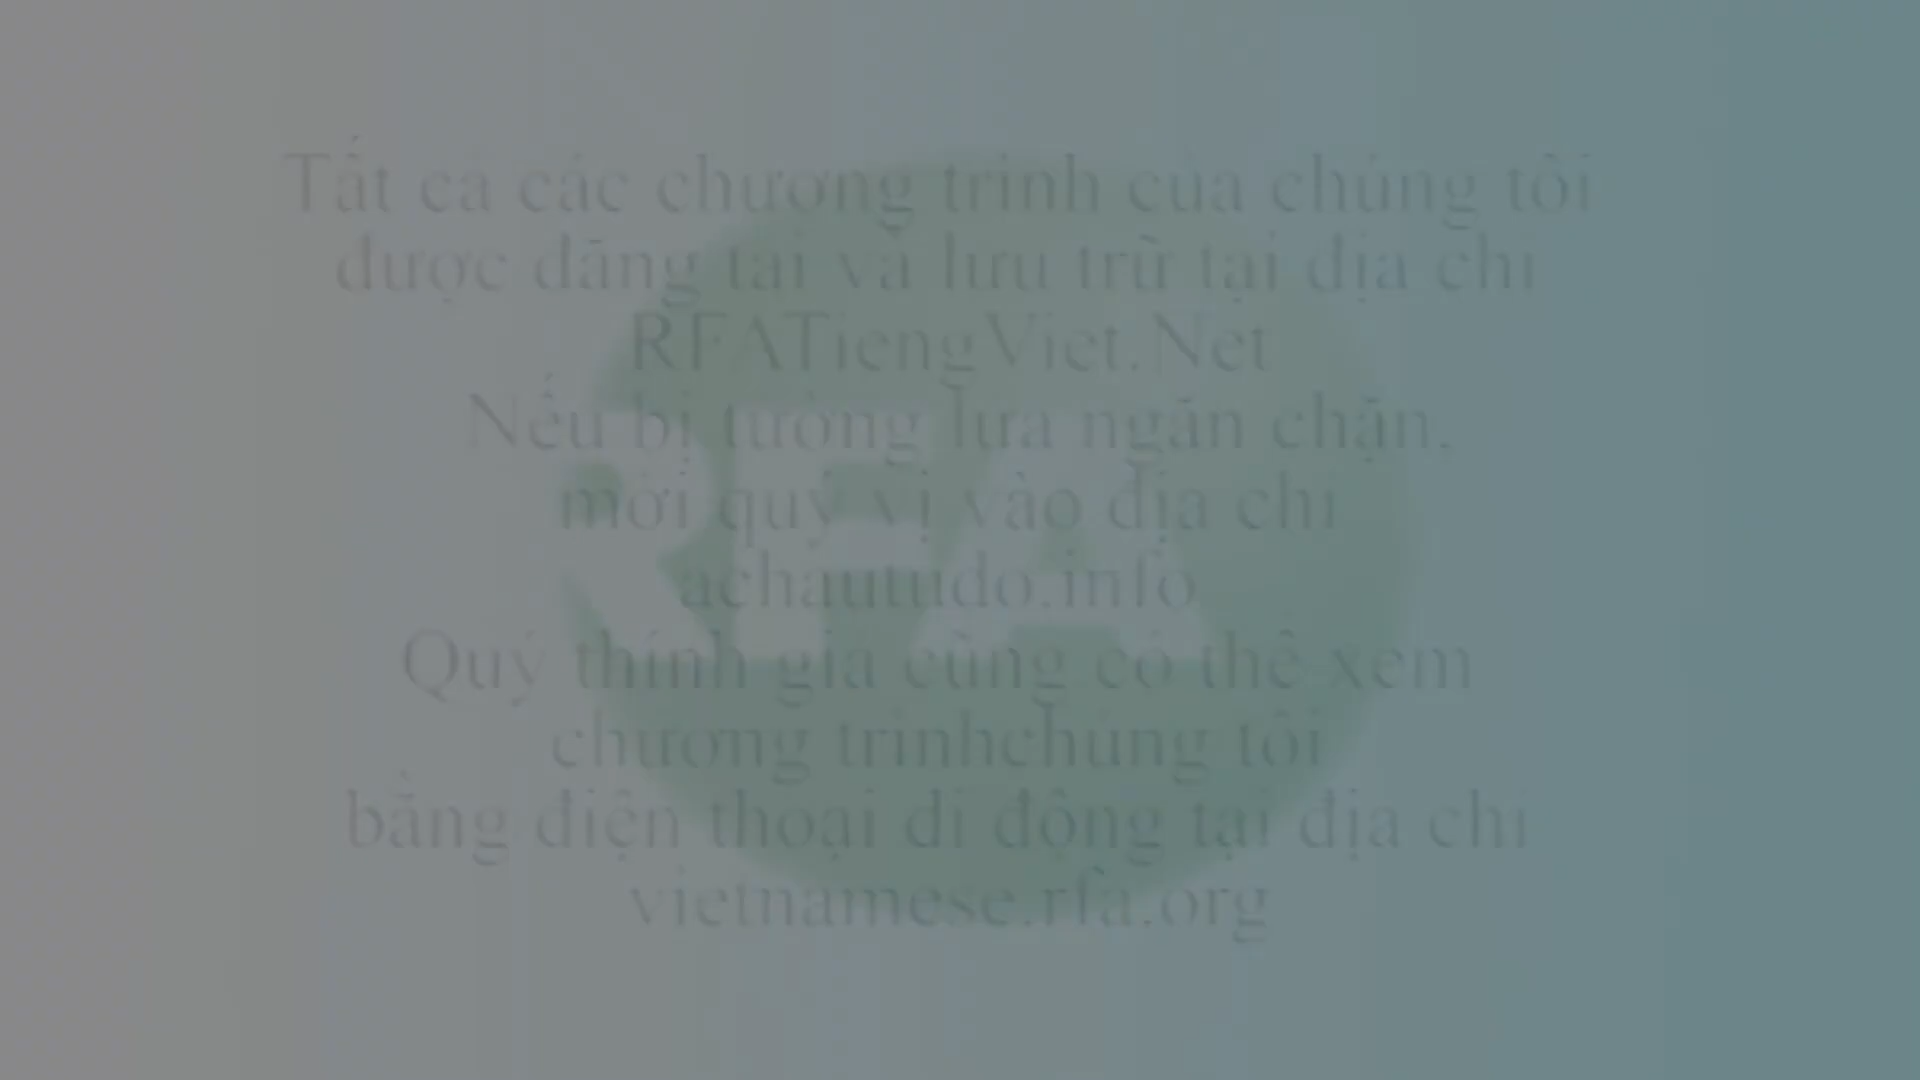 Tất cả các chương trình của chúng tôi
được đăng tải và lưu trữ tại địa chỉ
RFATiengViet.Net
Nếu bị tường lửa ngăn chặn,
mời quý vị vào địa chỉ
achautudo.info
Quý thính giả cũng có thể xem
chương trìnhchúng tôi
bằng điện thoại di động tại địa chỉ
vietnamese.rfa.org
RFA